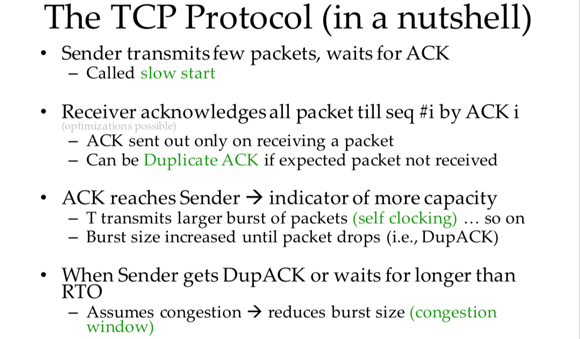 The TCP Protocol (in a nutshell)
• Sender transmits few packets, waits for ACK
– Called slow start
• Receiver acknowledges all packet till seq #i by ACK i
(optimizations possible)
– ACK sent out only on receiving a packet
– Can be Duplicate ACK if expected packet not received
• ACK reaches Sender → indicator of more capacity
– T transmits larger burst of packets (self clocking) … so on
– Burst size increased until packet drops (i.e., DupACK)
• When Sender gets DupACK or waits for longer than
RTO
– Assumes congestion → reduces burst size (congestion
window)